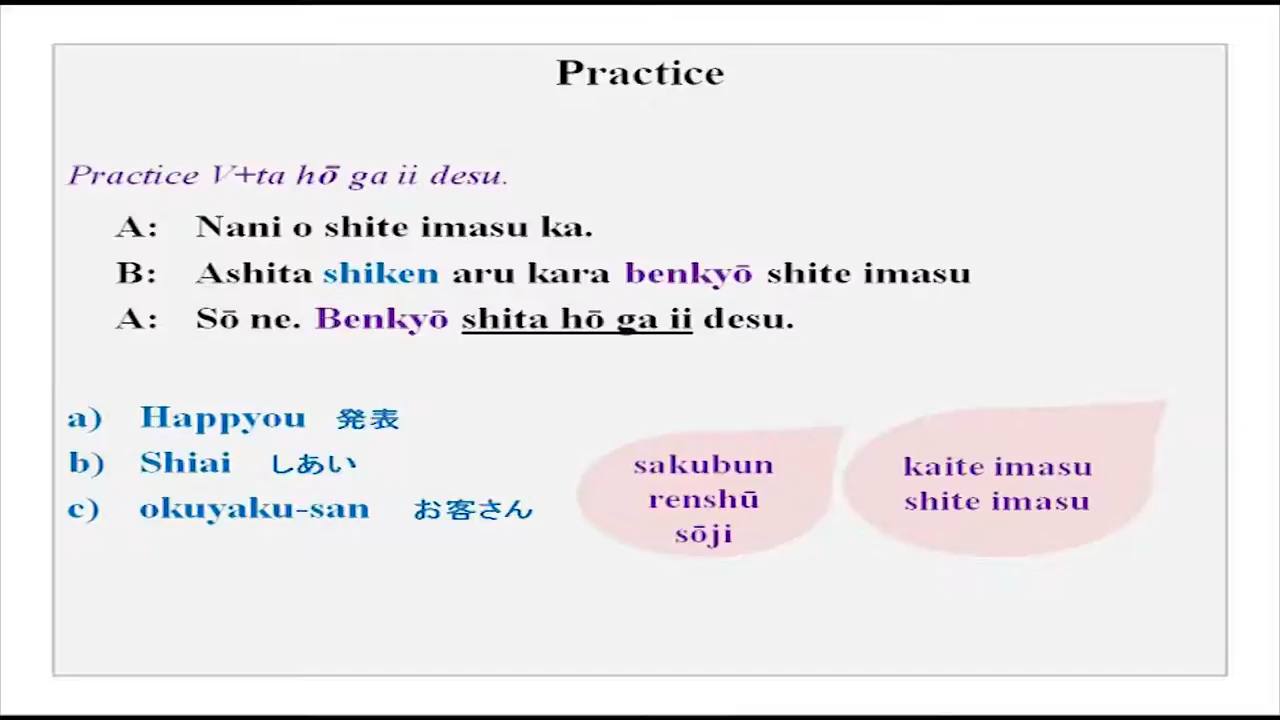 Practice
Practice V+ta hō ga ii desu.
A: Nani o shite imasu ka.
B: Ashita shiken aru kara benkyō shite imasu
A: Sō ne. Benkyō shita hō ga ii desu.
a) Happyou 発表
b) Shiai しあい
c) okuyaku-san お客さん
sakubun
renshū
sōji
kaite imasu
shite imasu